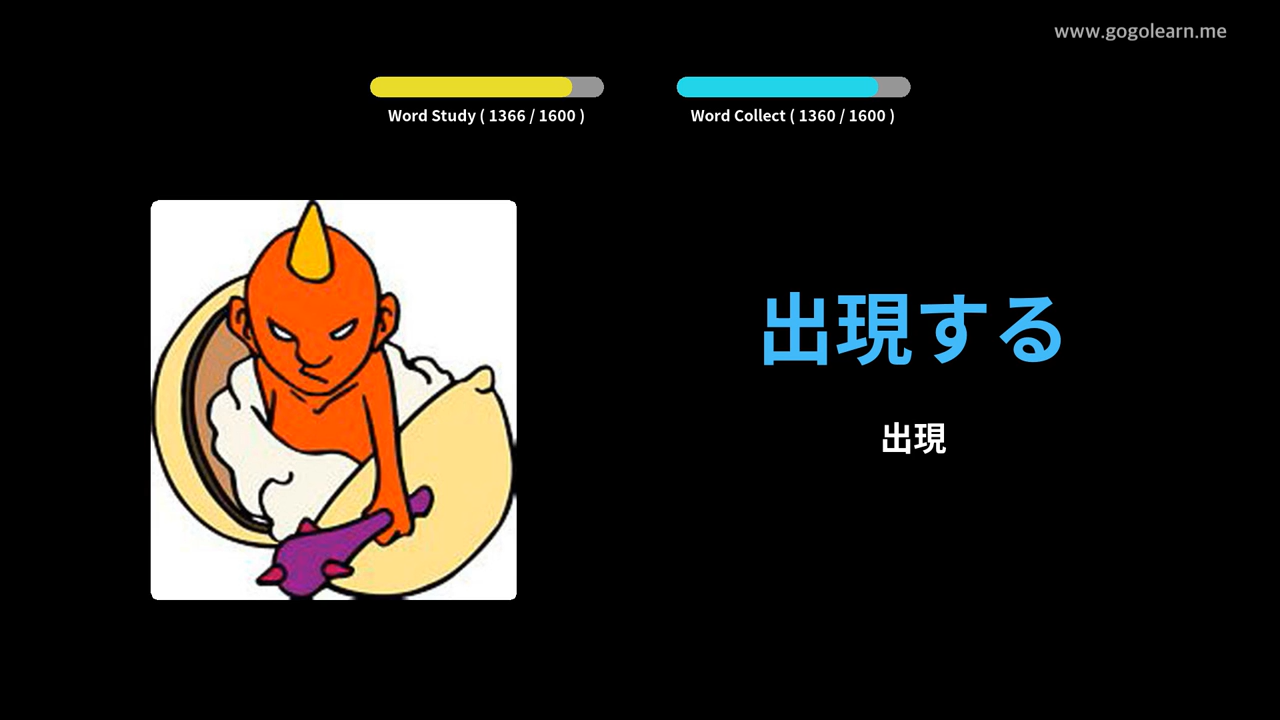 www.gogolearn.me
Word Study ( 1366 / 1600 )
Word Collect ( 1360 / 1600 )
出現する
出現